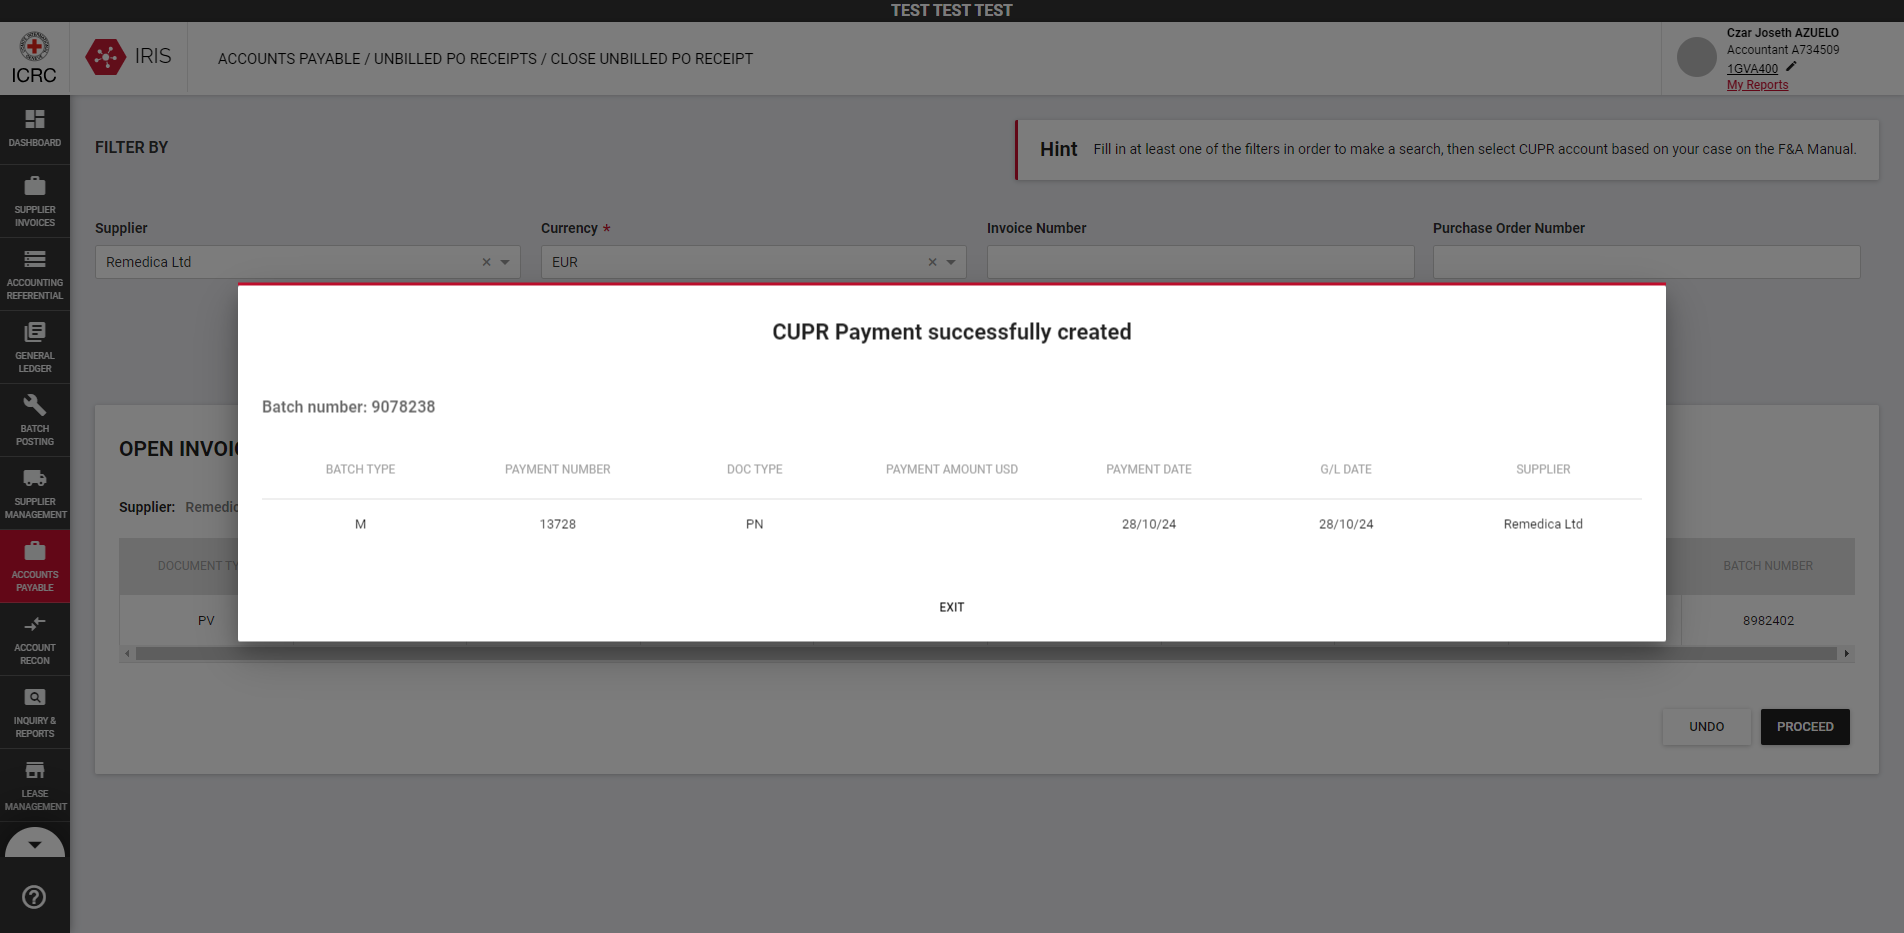 TEST TEST TEST
ICRC
IRIS
ACCOUNTS PAYABLE / UNBILLED PO RECEIPTS / CLOSE UNBILLED PO RECEIPT
Czar Joseth AZUELO
Accountant A734509
1GVA400
My Reports
DASHBOARD
SUPPLIER
INVOICES
ACCOUNTING
REFERENTIAL
GENERAL
LEDGER
BATCH
POSTING
SUPPLIER
MANAGEMENT
ACCOUNTS
PAYABLE
ACCOUNT
RECON
INQUIRY &
REPORTS
LEASE
MANAGEMENT
FILTER BY
Hint Fill in at least one of the filters in order to make a search, then select CUPR account based on your case on the F&A Manual.
Supplier Currency * Invoice Number Purchase Order Number
Remedica Ltd EUR
CUPR Payment successfully created
Batch number: 9078238
BATCH TYPE PAYMENT NUMBER DOC TYPE PAYMENT AMOUNT USD PAYMENT DATE G/L DATE SUPPLIER
M 13728 PN 28/10/24 28/10/24 Remedica Ltd
EXIT
OPEN INVOIC
Supplier: Remedic
DOCUMENT TY BATCH NUMBER
PV 8982402
UNDO PROCEED